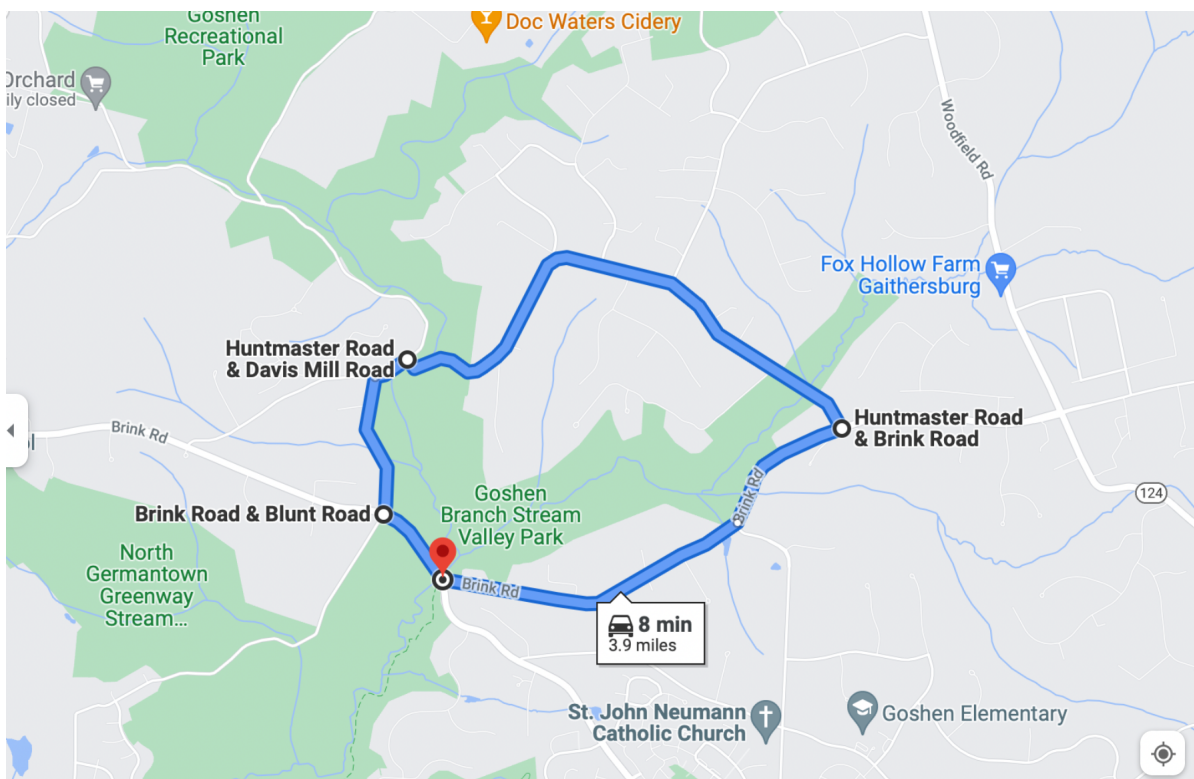 Goshen
Recreational
Park
Doc Waters Cidery
Orchard
ily closed
Woodfield Rd
Fox Hollow Farm
Gaithersburg
Huntmaster Road
& Davis Mill Road
Huntmaster Road
& Brink Road
Brink Rd
ol
Brink Rd
124
Goshen
Branch Stream
Valley Park
Brink Road & Blunt Road
North
Germantown
Greenway
Stream...
Brink Rd
8 min
3.9 miles
St. John Neumann
Catholic Church
Goshen Elementary